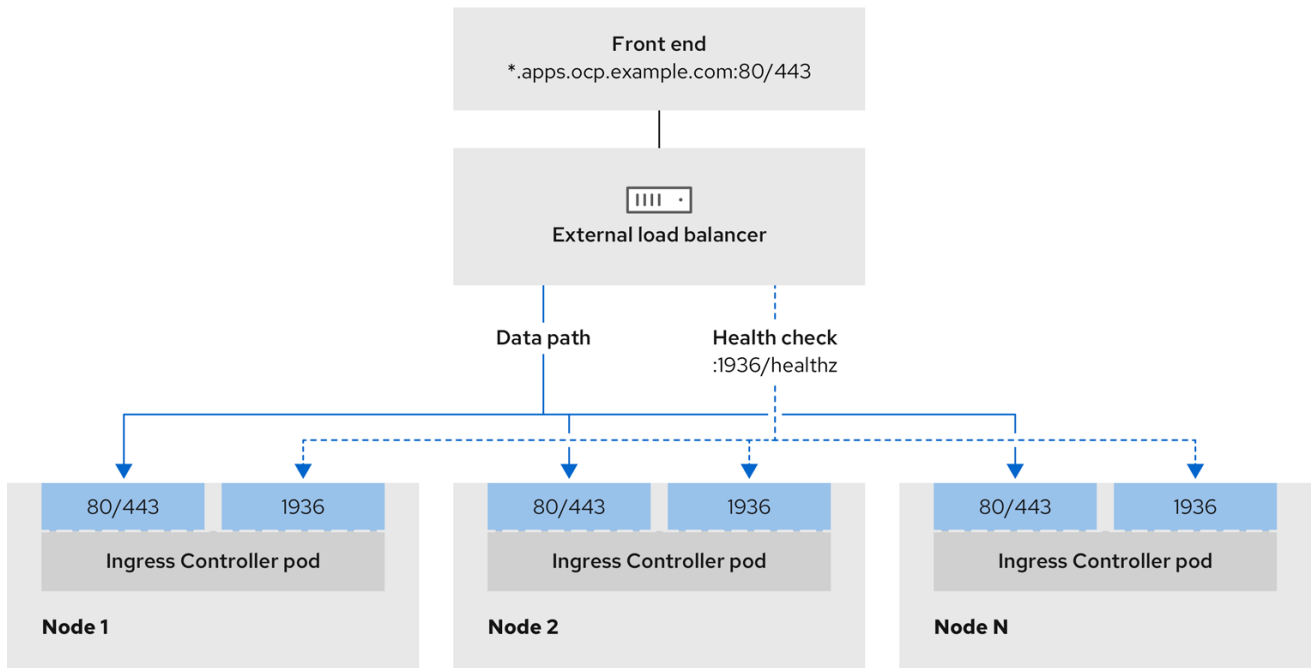 Front end
*.apps.ocp.example.com:80/443
External load balancer
Data path
Health check
:1936/healthz
80/443
1936
80/443
1936
80/443
1936
Ingress Controller pod
Ingress Controller pod
Ingress Controller pod
Node 1
Node 2
Node N